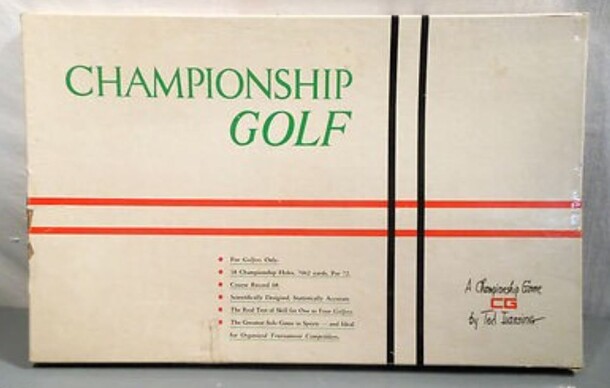 CHAMPIONSHIP
GOLF
For Golfers Only.
18 Championship Holes, 7062 yards, Par 72.
Course Record 68.
Scientifically Designed, Statistically Accurate.
The Real Test of Skill for One to Four Golfers.
The Greatest Solo Game in Sports — and Ideal
for Organized Tournament Competition.
A Championship Game
CG
by Ted